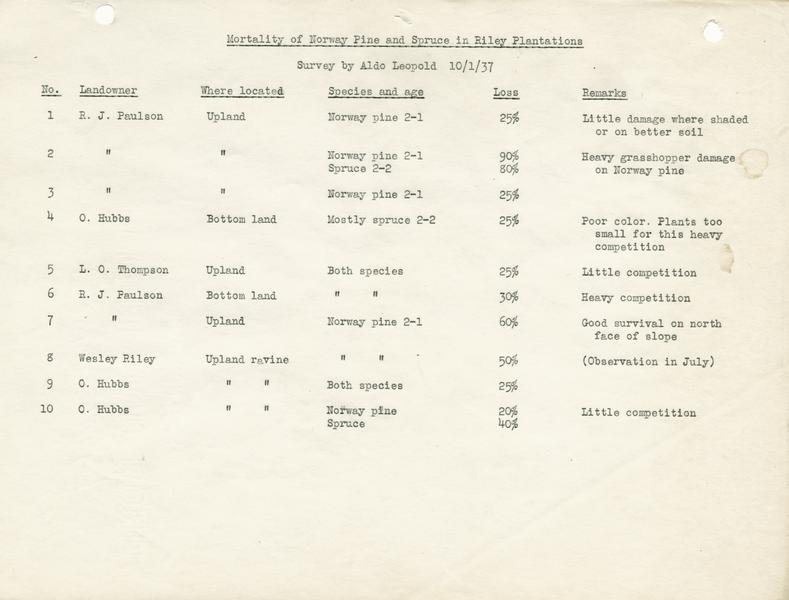 Mortality of Norway Pine and Spruce in Riley Plantations
Survey by Aldo Leopold 10/1/37
No. Landowner Where located Species and age Loss Remarks
1 R. J. Paulson Upland Norway pine 2-1 25% Little damage where shaded
or on better soil
2 " " Norway pine 2-1 90% Heavy grasshopper damage
Spruce 2-2 80% on Norway pine
3 " " Norway pine 2-1 25%
4 O. Hubbs Bottom land Mostly spruce 2-2 25% Poor color. Plants too
small for this heavy
competition
5 L. O. Thompson Upland Both species 25% Little competition
6 R. J. Paulson Bottom land " " 30% Heavy competition
7 " Upland Norway pine 2-1 60% Good survival on north
face of slope
8 Wesley Riley Upland ravine " " 50% (Observation in July)
9 O. Hubbs " " Both species 25%
10 O. Hubbs " " Norway pine 20% Little competition
Spruce 40%